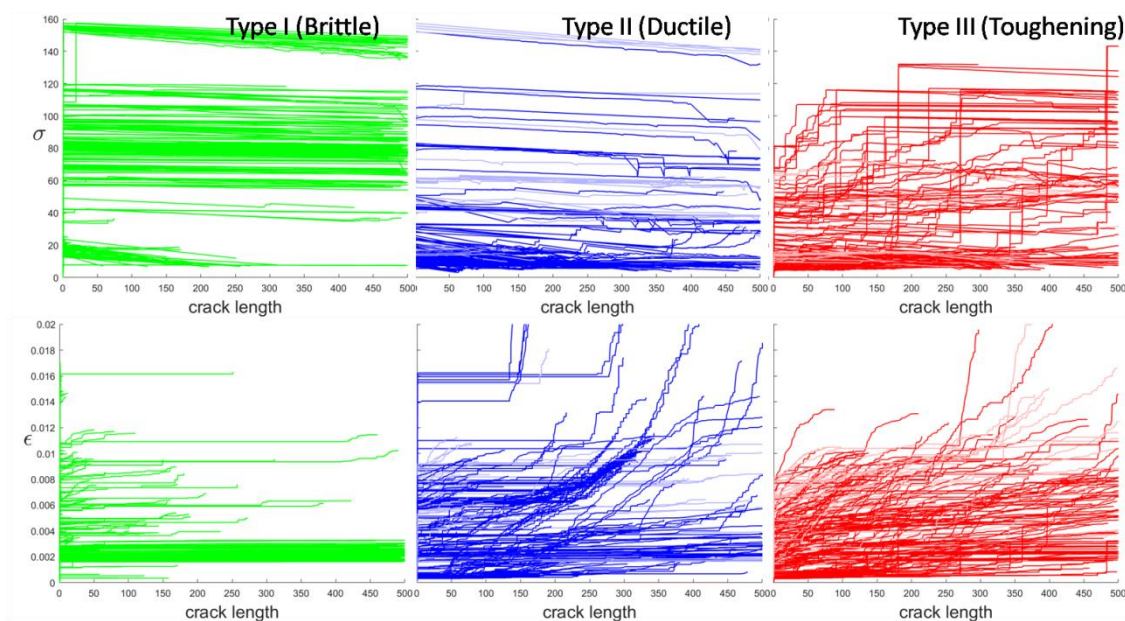 Type I (Brittle)
Type II (Ductile)
Type III (Toughening)
160
140
120
100
σ
80
60
40
20
0
0 50 100 150 200 250 300 350 400 450 500
0 50 100 150 200 250 300 350 400 450 500
0 50 100 150 200 250 300 350 400 450 500
crack length
crack length
crack length
0.02
0.018
0.016
0.014
0.012
ϵ
0.01
0.008
0.006
0.004
0.002
0
0 50 100 150 200 250 300 350 400 450 500
0 50 100 150 200 250 300 350 400 450 500
0 50 100 150 200 250 300 350 400 450 500
crack length
crack length
crack length